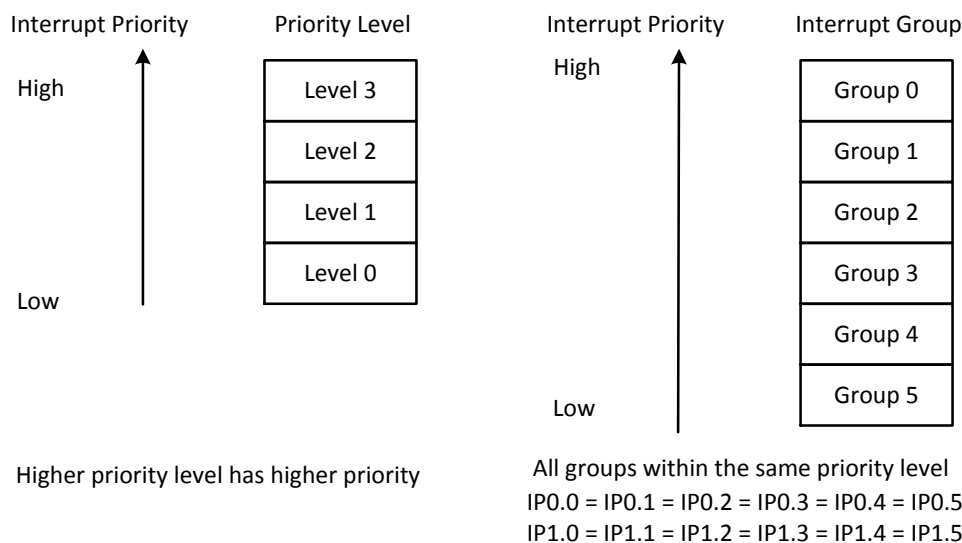 Interrupt Priority
Priority Level
High
Level 3
Level 2
Level 1
Level 0
Low
Higher priority level has higher priority
Interrupt Priority
Interrupt Group
High
Group 0
Group 1
Group 2
Group 3
Group 4
Group 5
Low
All groups within the same priority level
IP0.0 = IP0.1 = IP0.2 = IP0.3 = IP0.4 = IP0.5
IP1.0 = IP1.1 = IP1.2 = IP1.3 = IP1.4 = IP1.5